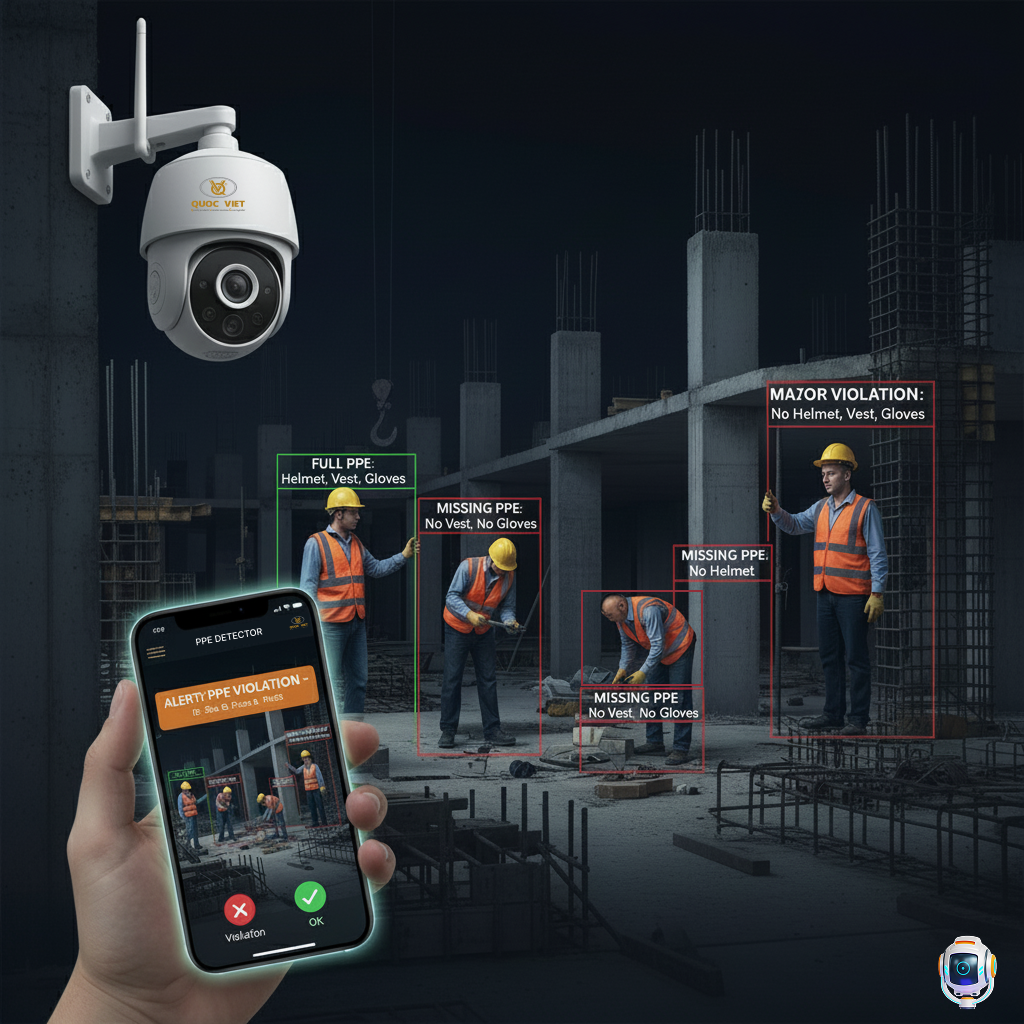 QUOC VIET
MAZOR VIOLATION:
No Helmet, Vest, Gloves
FULL PPE:
Helmet, Vest, Gloves
MISSING PPE:
No Vest, No Gloves
MISSING PPE.
No Helmet
MISSING PPE
No Vest, No Gloves
PPE DETECTOR
ALERTY PPE VIOLATION –
OK